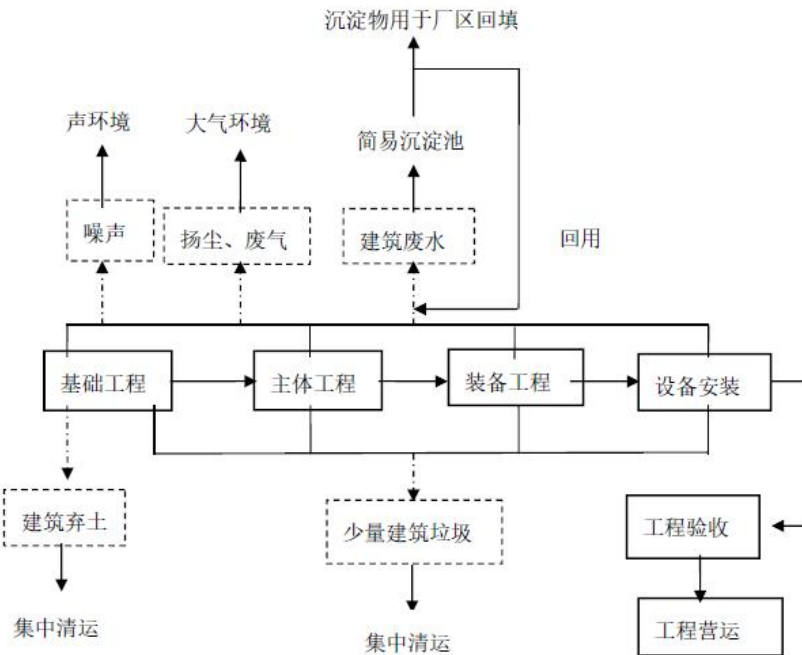 沉淀物用于厂区回填
声环境
大气环境
简易沉淀池
噪声
扬尘、废气
建筑废水
回用
基础工程
主体工程
装备工程
设备安装
建筑弃土
少量建筑垃圾
工程验收
集中清运
集中清运
工程营运